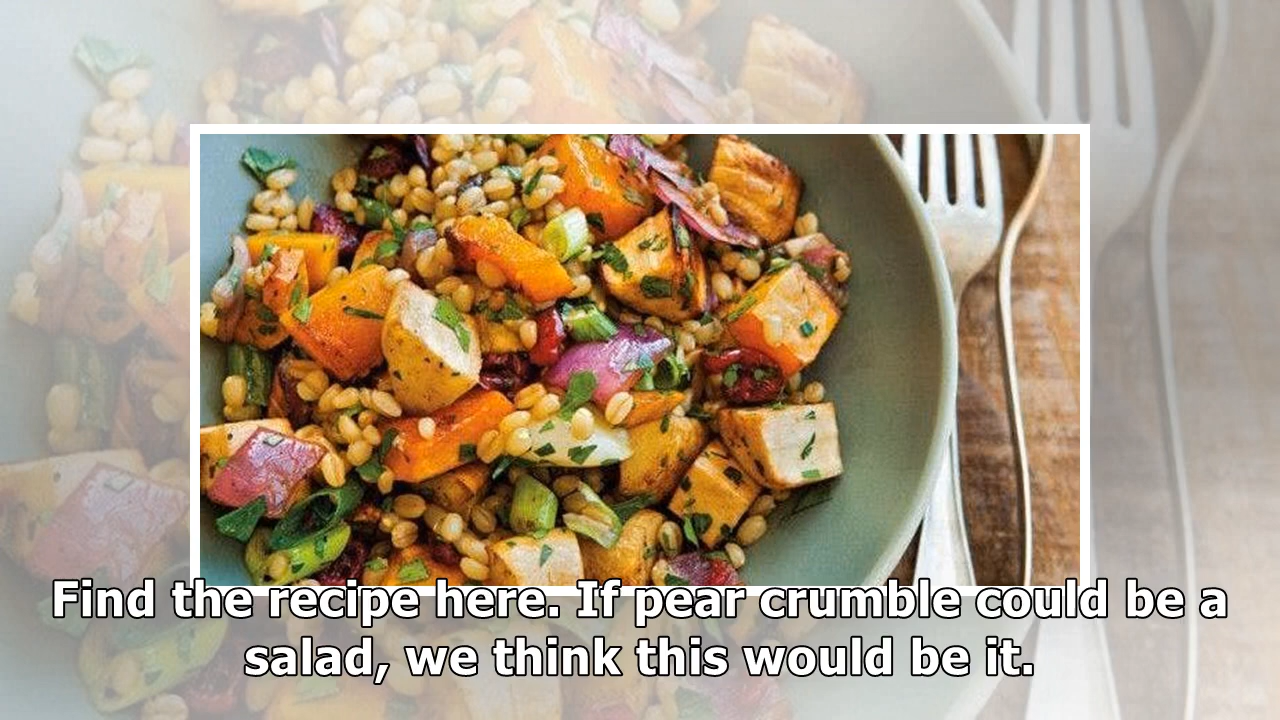 Find the recipe here. If pear crumble could be a
salad, we think this would be it.